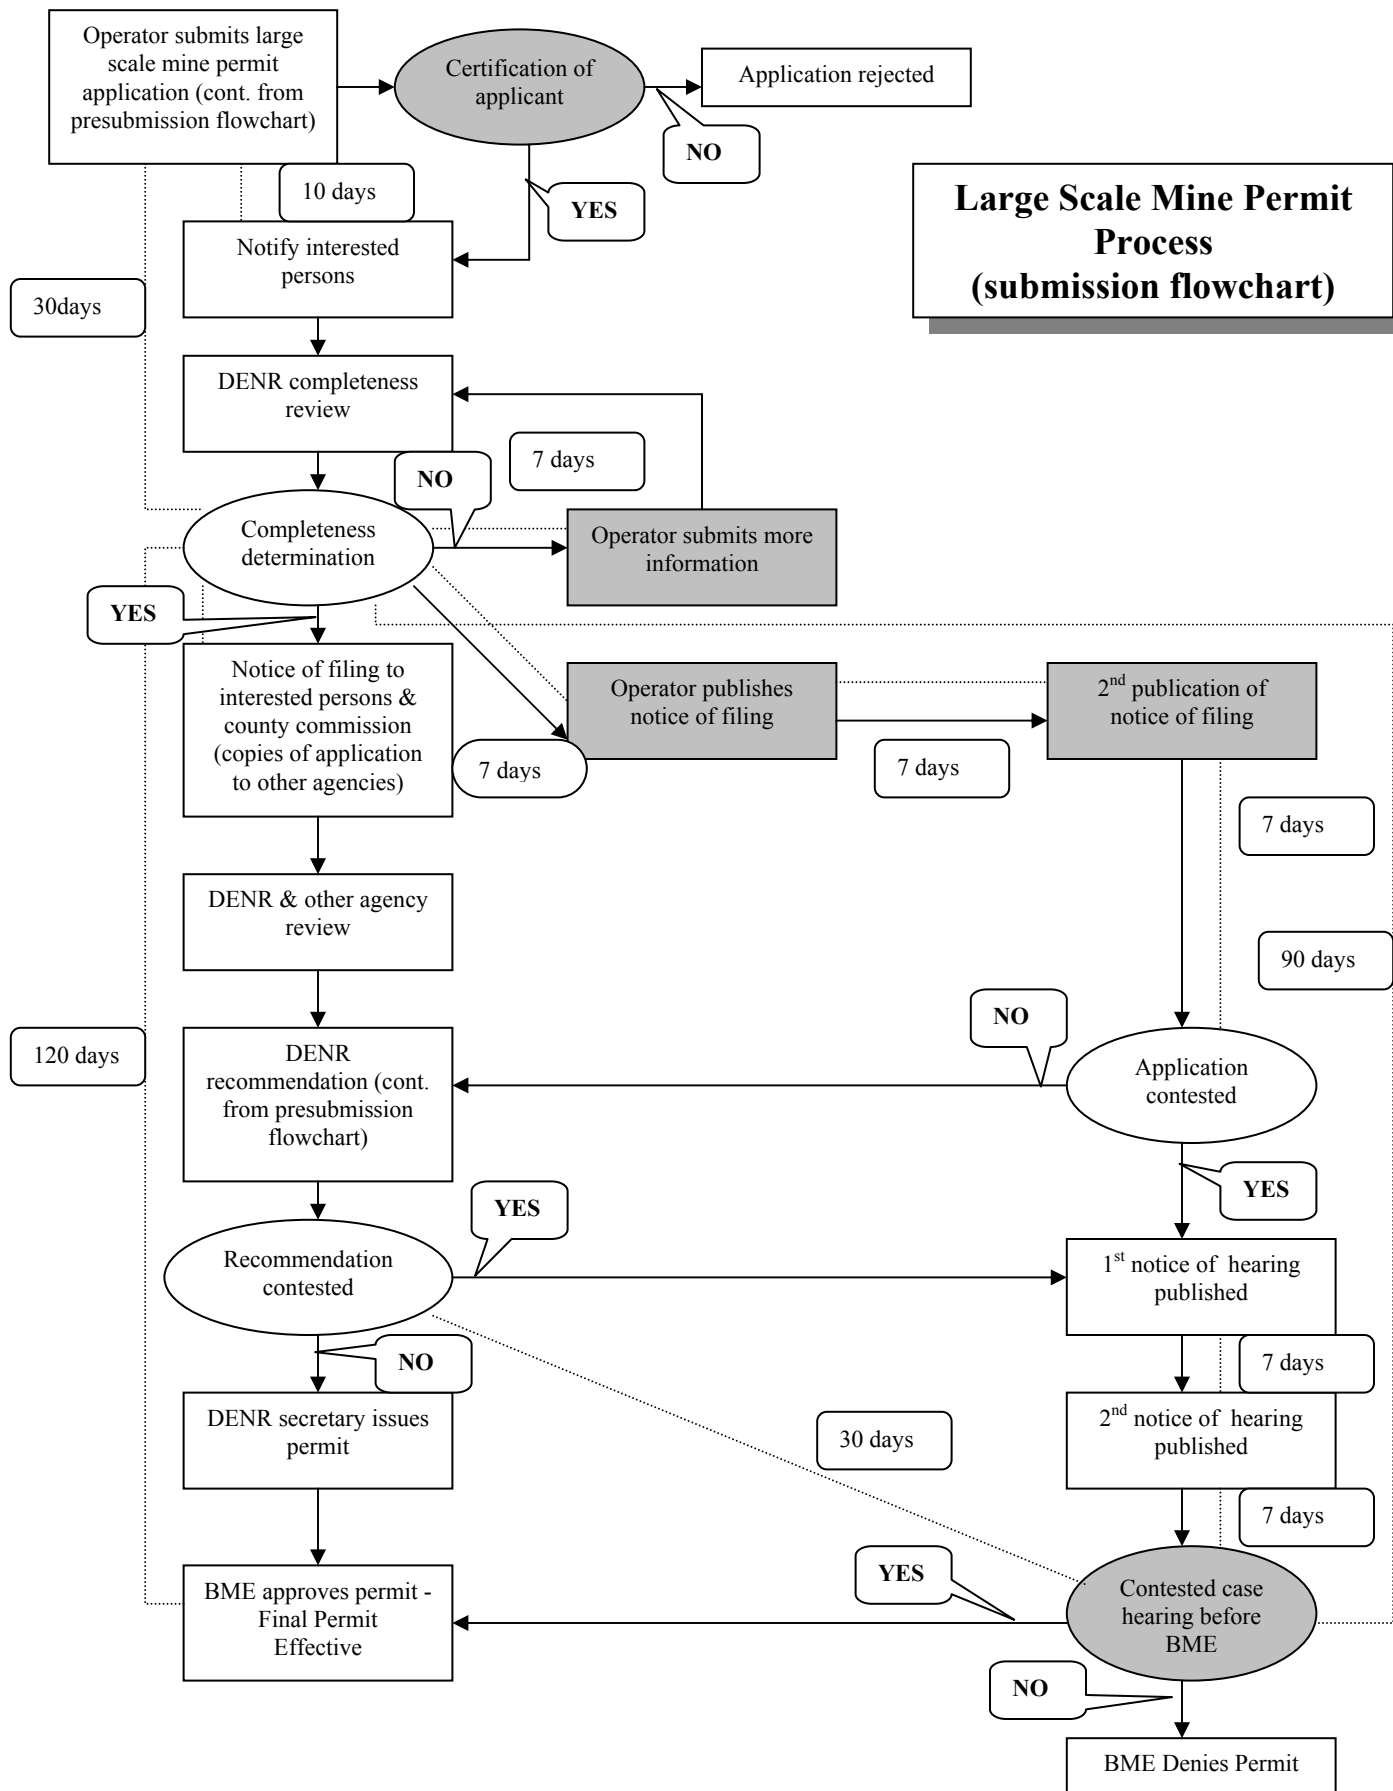 Operator submits large
scale mine permit
application (cont. from
presubmission flowchart)
Certification of
applicant
Application rejected
NO
10 days
YES
Large Scale Mine Permit
Process
(submission flowchart)
Notify interested
persons
30days
DENR completeness
review
7 days
NO
Completeness
determination
Operator submits more
information
YES
Notice of filing to
interested persons &
county commission
(copies of application
to other agencies)
Operator publishes
notice of filing
2nd publication of
notice of filing
7 days
7 days
7 days
DENR & other agency
review
90 days
NO
120 days
DENR
recommendation (cont.
from presubmission
flowchart)
Application
contested
YES
YES
Recommendation
contested
1st notice of hearing
published
NO
7 days
DENR secretary issues
permit
30 days
2nd notice of hearing
published
7 days
YES
BME approves permit -
Final Permit
Effective
Contested case
hearing before
BME
NO
BME Denies Permit